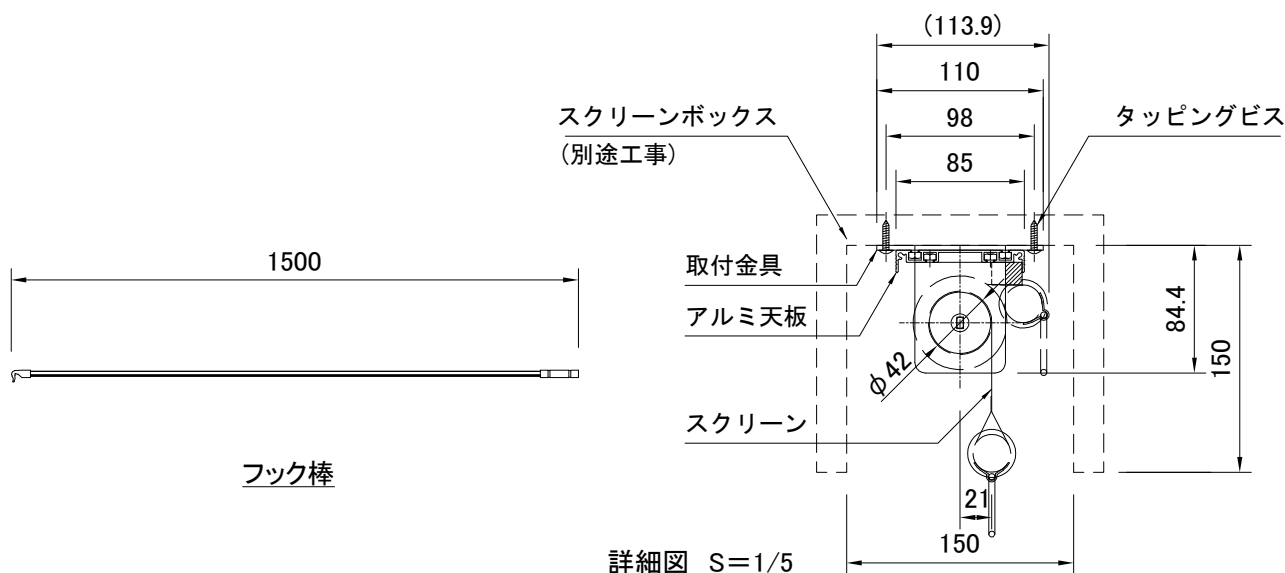 (113.9)
110
スクリーンボックス
(別途工事)
98
タッピングビス
85
1500
取付金具
アルミ天板
84.4
150
φ42
スクリーン
フック棒
21
150
詳細図 S=1/5